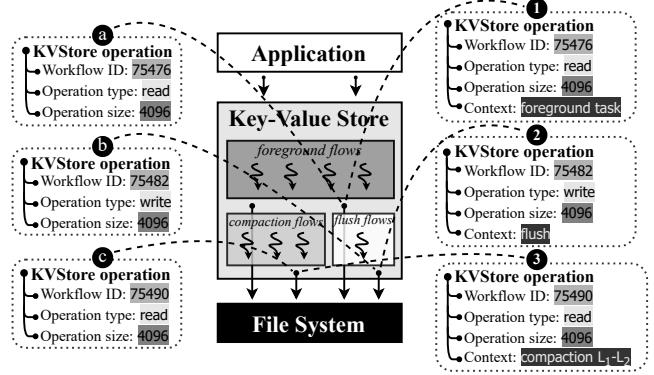 a
KVStore operation
Workflow ID: 75476
Operation type: read
Operation size: 4096
b
KVStore operation
Workflow ID: 75482
Operation type: write
Operation size: 4096
c
KVStore operation
Workflow ID: 75490
Operation type: read
Operation size: 4096
Application
Key-Value Store
foreground flows
compaction flows
flush flows
File System
1
KVStore operation
Workflow ID: 75476
Operation type: read
Operation size: 4096
Context: foreground task
2
KVStore operation
Workflow ID: 75482
Operation type: write
Operation size: 4096
Context: flush
3
KVStore operation
Workflow ID: 75490
Operation type: read
Operation size: 4096
Context: compaction L₁-L₂